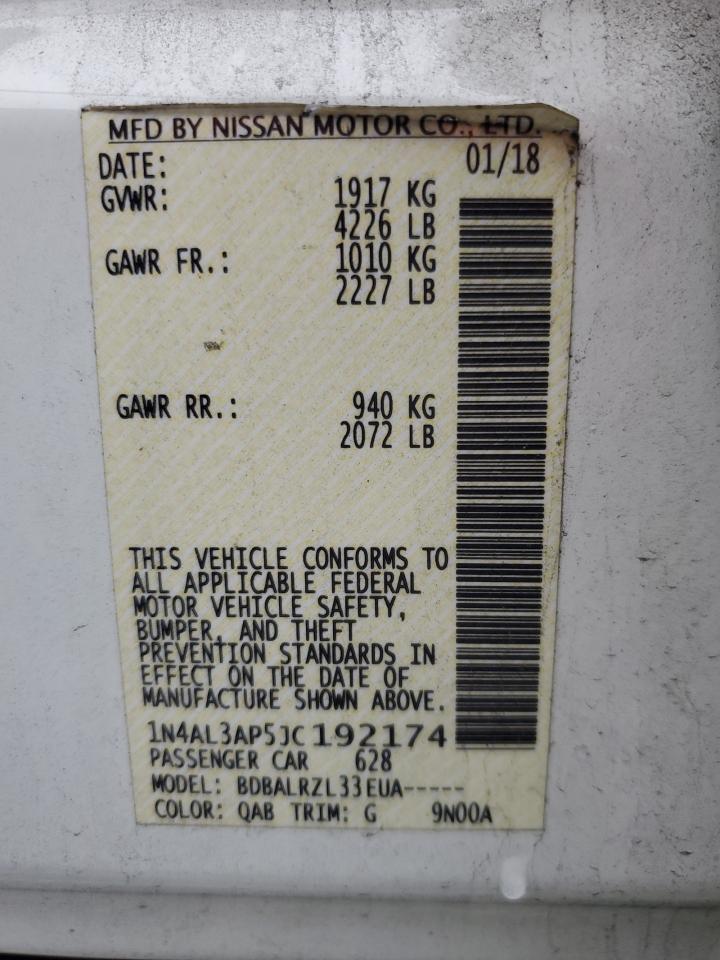 MFD BY NISSAN MOTOR CO., LTD.
DATE: 01/18
GVWR: 1917 KG
4226 LB
GAWR FR.: 1010 KG
2227 LB
GAWR RR.: 940 KG
2072 LB
THIS VEHICLE CONFORMS TO
ALL APPLICABLE FEDERAL
MOTOR VEHICLE SAFETY,
BUMPER, AND THEFT
PREVENTION STANDARDS IN
EFFECT ON THE DATE OF
MANUFACTURE SHOWN ABOVE.
1N4AL3AP5JC192174
PASSENGER CAR 628
MODEL: BDBALRZL33EUA-----
COLOR: QAB TRIM: G 9N00A